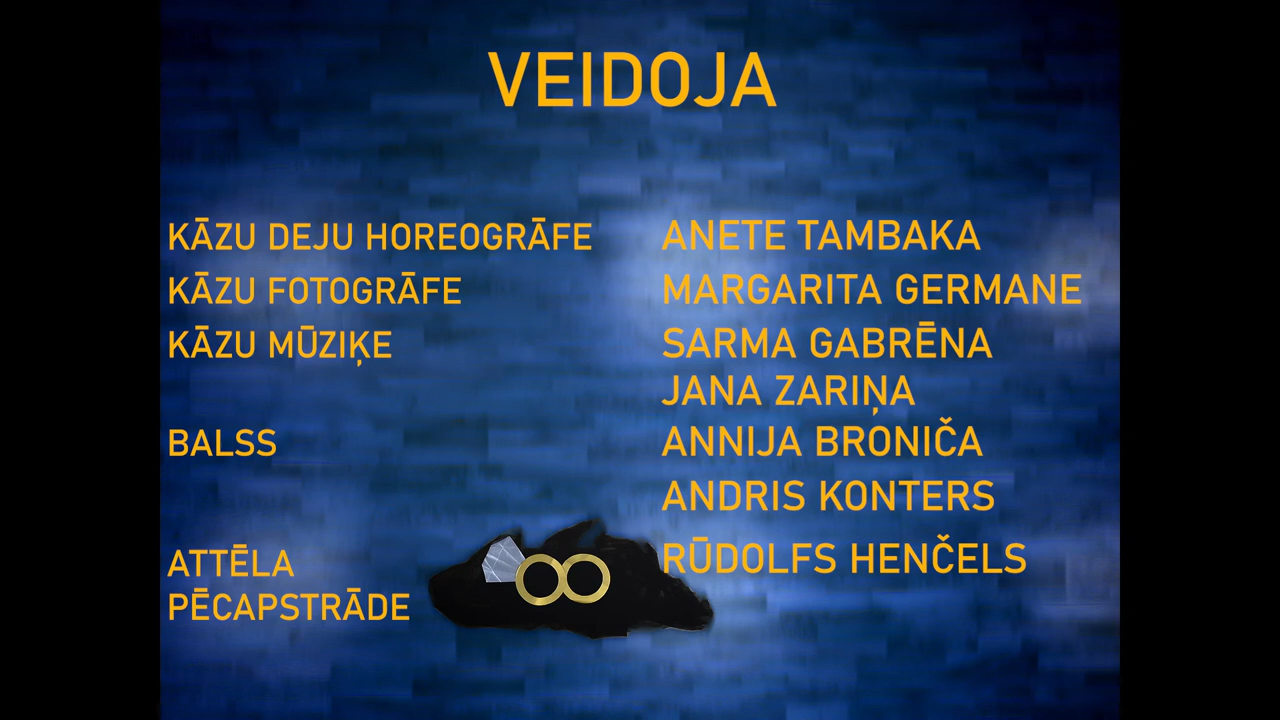 VEIDOJA
KĀZU DEJU HOREOGRĀFE ANETE TAMBAKA
KĀZU FOTOGRĀFE MARGARITA GERMANE
KĀZU MŪZIĶE SARMA GABRĒNA
JANA ZARIŅA
BALSS ANNIJA BRONIČA
ANDRIS KONTERS
ATTĒLA RŪDOLFS HENČELS
PĒCAPSTRĀDE